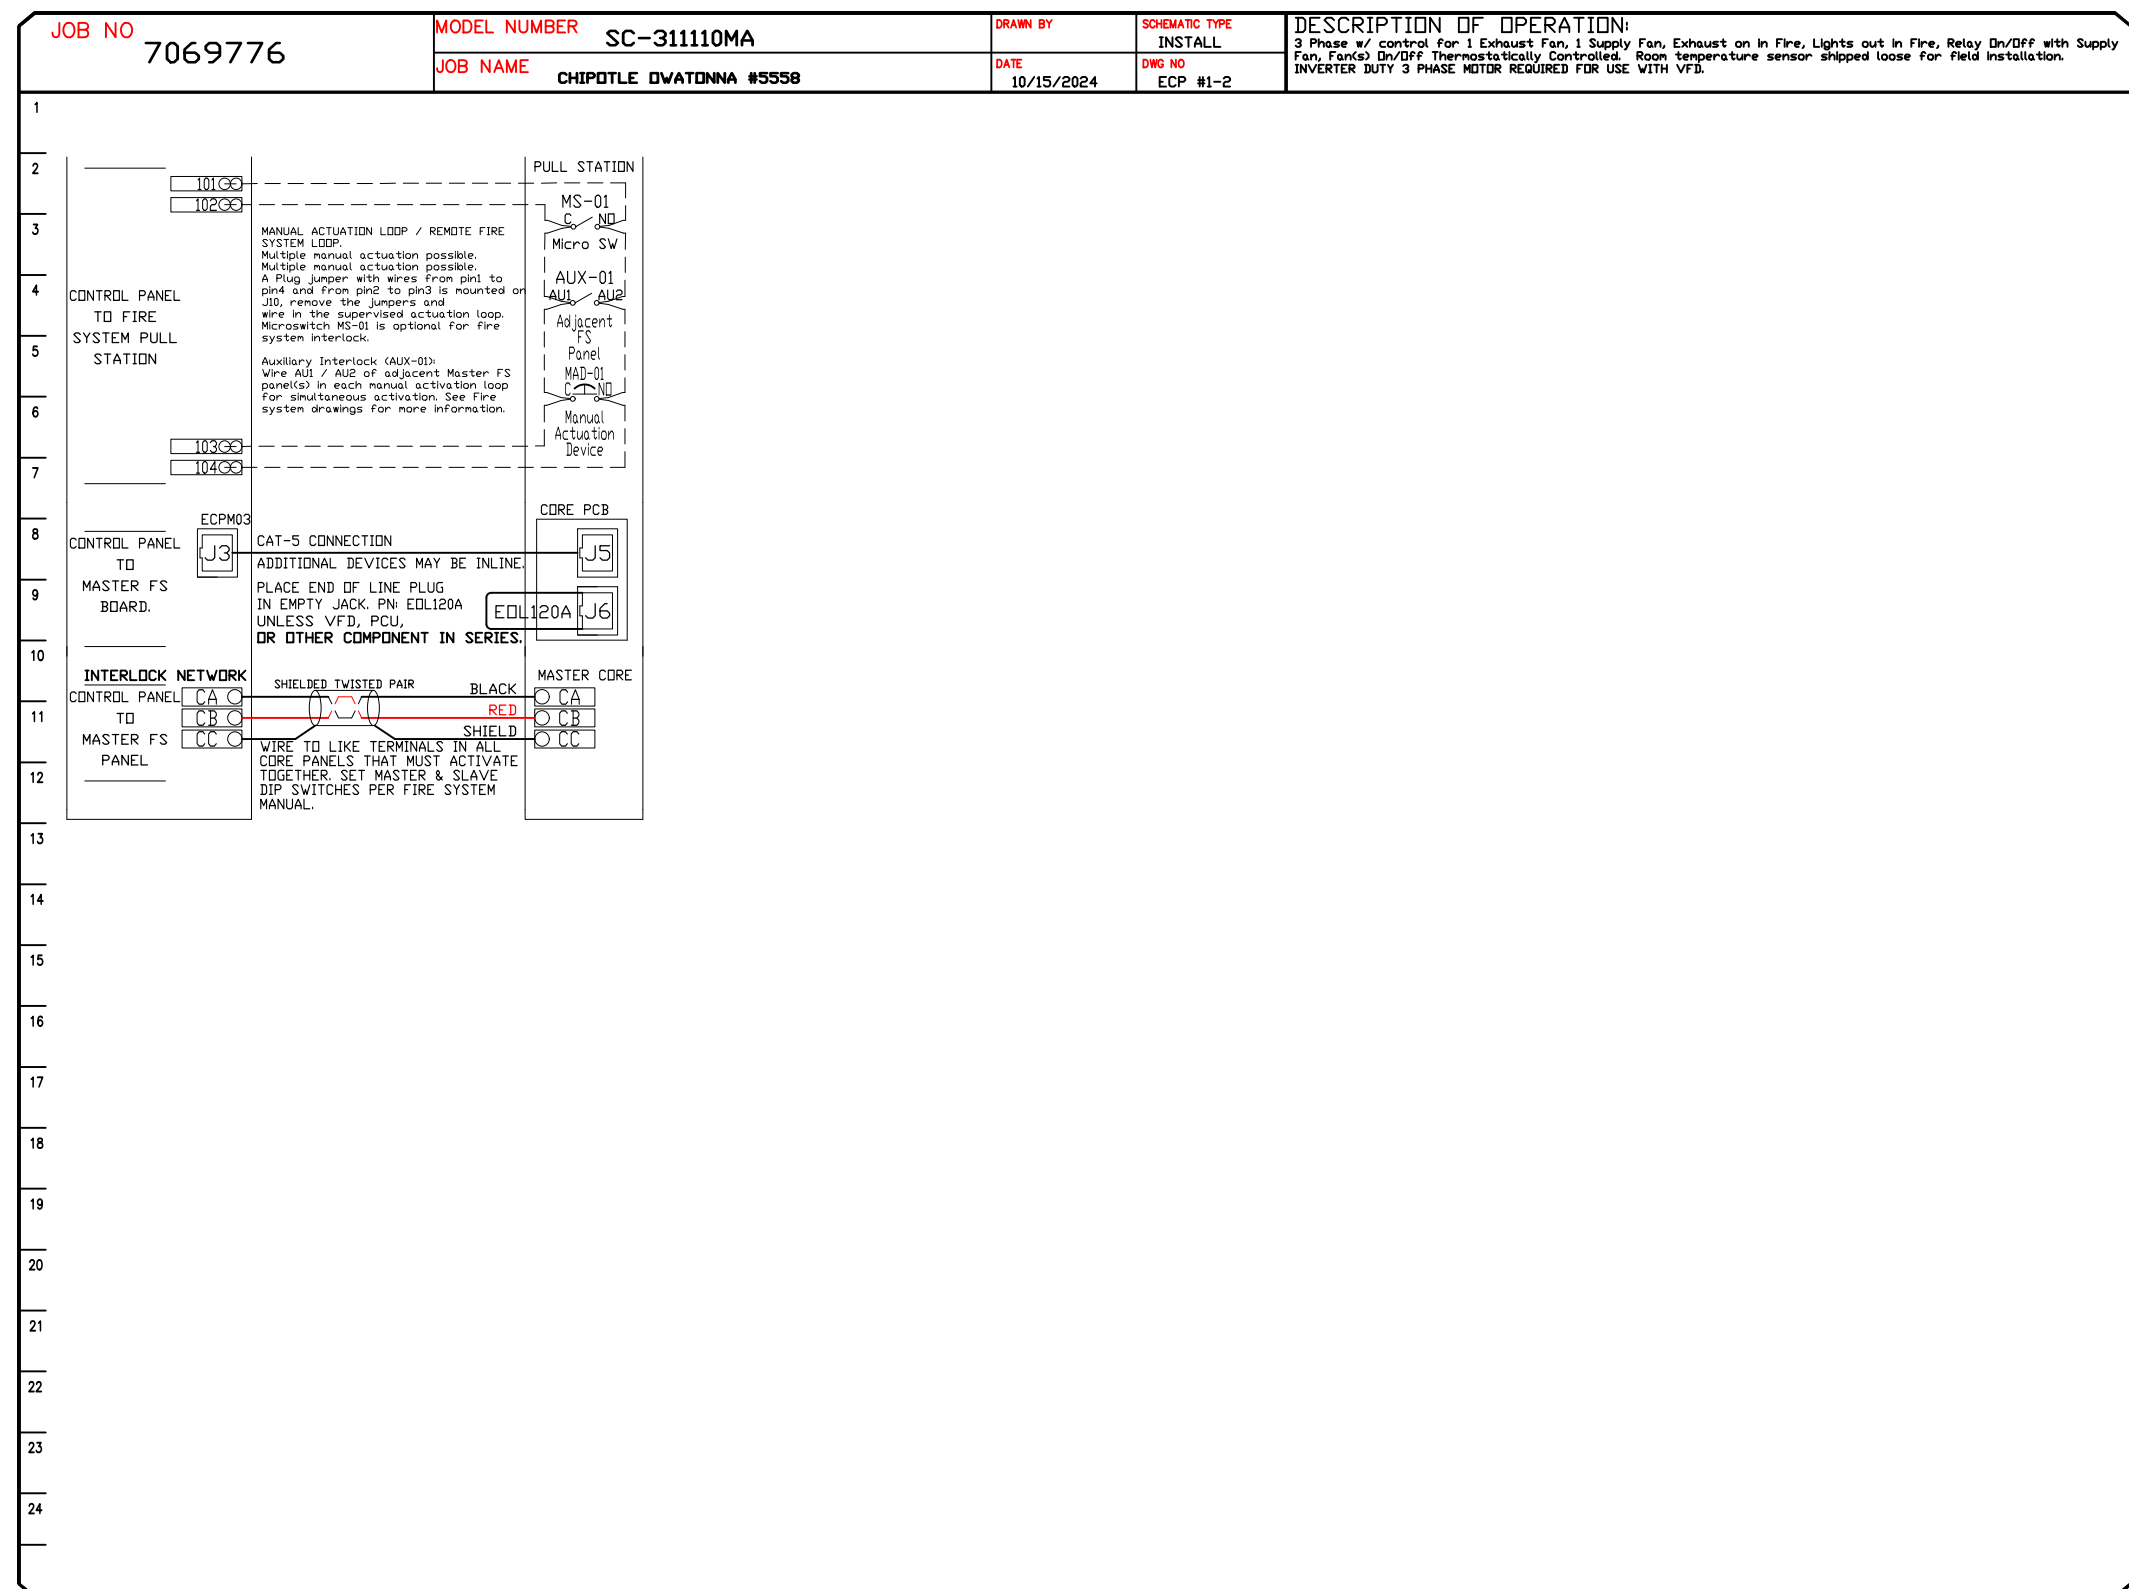 JOB NO
7069776
MODEL NUMBER
SC-311110MA
JOB NAME
CHIPOTLE OWATONNA #5558
DRAWN BY
DATE
10/15/2024
SCHEMATIC TYPE
INSTALL
DWG NO
ECP #1-2
DESCRIPTION OF OPERATION:
3 Phase w/ control for 1 Exhaust Fan, 1 Supply Fan, Exhaust on in Fire, Lights out in Fire, Relay On/Off with Supply
Fan, Fan(s) On/Off Thermostatically Controlled. Room temperature sensor shipped loose for field installation.
INVERTER DUTY 3 PHASE MOTOR REQUIRED FOR USE WITH VFD.
1
2
3
4
5
6
7
8
9
10
11
12
13
14
15
16
17
18
19
20
21
22
23
24
CONTROL PANEL
TO FIRE
SYSTEM PULL
STATION
101
102
103
104
MANUAL ACTUATION LOOP / REMOTE FIRE
SYSTEM LOOP.
Multiple manual actuation possible.
Multiple manual actuation possible.
A Plug jumper with wires from pin1 to
pin4 and from pin2 to pin3 is mounted on
J10, remove the jumpers and
wire in the supervised actuation loop.
Microswitch MS-01 is optional for fire
system interlock.
Auxiliary Interlock (AUX-01):
Wire AU1 / AU2 of adjacent Master FS
panel(s) in each manual activation loop
for simultaneous activation. See Fire
system drawings for more information.
PULL STATION
MS-01
C NO
Micro SW
AUX-01
AU1 AU2
Adjacent
FS
Panel
MAD-01
C NO
Manual
Actuation
Device
CONTROL PANEL
TO
MASTER FS
BOARD.
ECPM03
J3
CAT-5 CONNECTION
ADDITIONAL DEVICES MAY BE INLINE.
PLACE END OF LINE PLUG
IN EMPTY JACK. PN: EOL120A
UNLESS VFD, PCU,
OR OTHER COMPONENT IN SERIES.
CORE PCB
J5
EOL120A
J6
INTERLOCK NETWORK
CONTROL PANEL
TO
MASTER FS
PANEL
CA
CB
CC
SHIELDED TWISTED PAIR
BLACK
RED
SHIELD
MASTER CORE
CA
CB
CC
WIRE TO LIKE TERMINALS IN ALL
CORE PANELS THAT MUST ACTIVATE
TOGETHER. SET MASTER & SLAVE
DIP SWITCHES PER FIRE SYSTEM
MANUAL.